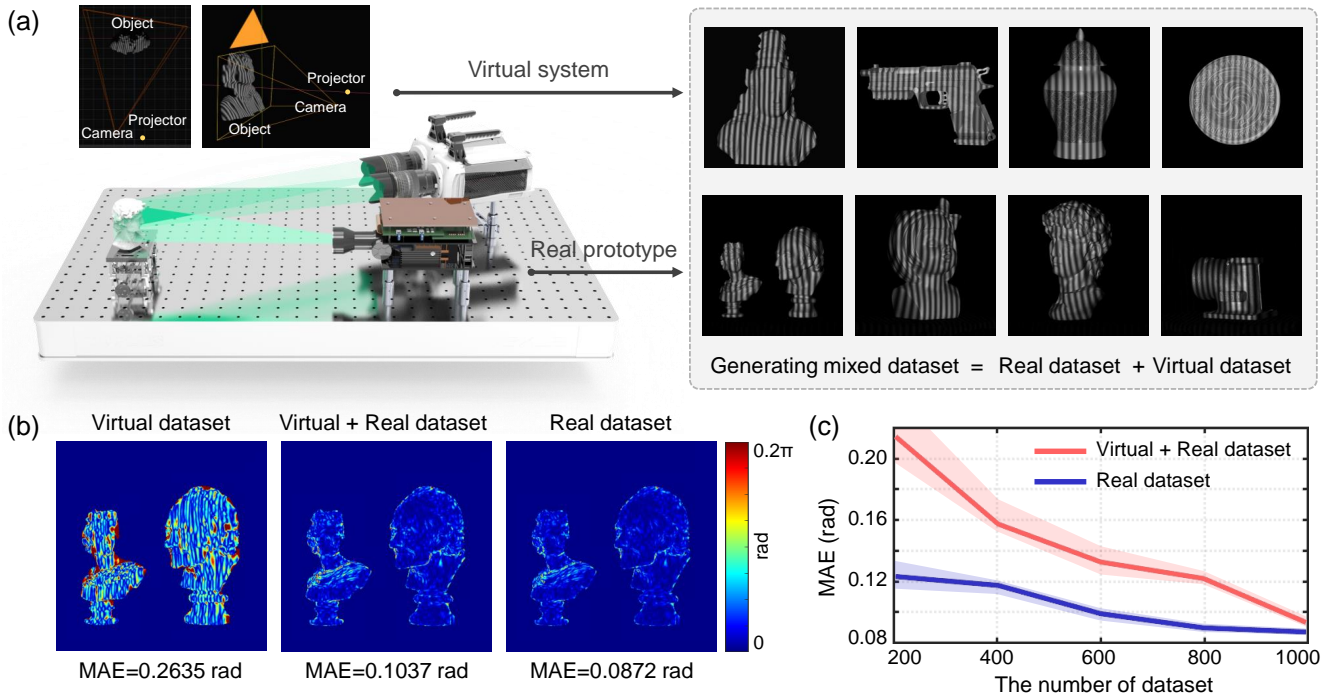 (a)
Object
Camera
Projector
Projector
Camera
Object
Virtual system
Real prototype
Generating mixed dataset = Real dataset + Virtual dataset
(b)
Virtual dataset
Virtual + Real dataset
Real dataset
0.2π
rad
0
MAE=0.2635 rad
MAE=0.1037 rad
MAE=0.0872 rad
(c)
Virtual + Real dataset
Real dataset
MAE (rad)
0.20
0.16
0.12
0.08
200 400 600 800 1000
The number of dataset